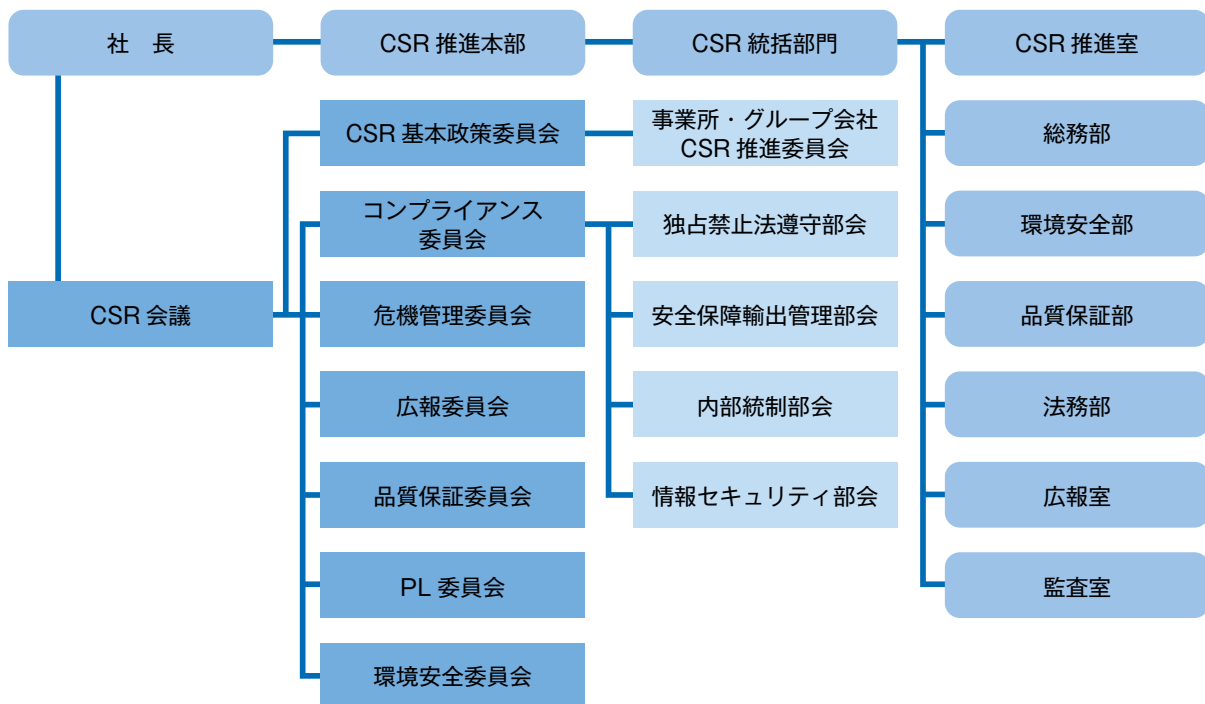 社　長
CSR 推進本部
CSR 統括部門
CSR 推進室
CSR 基本政策委員会
事業所・グループ会社
CSR 推進委員会
総務部
コンプライアンス
委員会
独占禁止法遵守部会
環境安全部
CSR 会議
危機管理委員会
安全保障輸出管理部会
品質保証部
広報委員会
内部統制部会
法務部
品質保証委員会
情報セキュリティ部会
広報室
PL 委員会
監査室
環境安全委員会